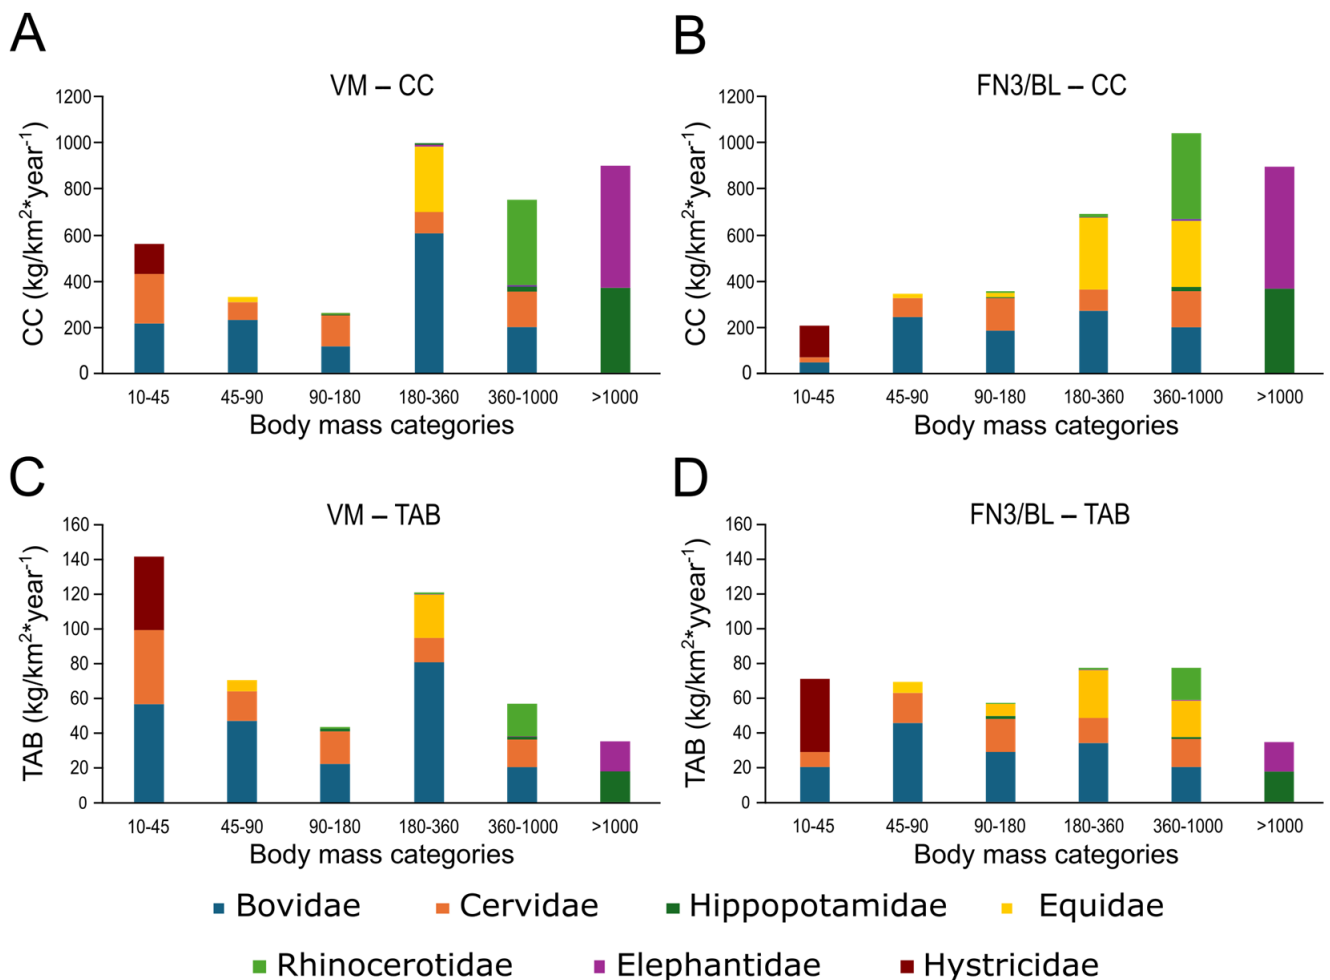 A
VM – CC
CC (kg/km²*year⁻¹)
1200
1000
800
600
400
200
0
10-45 45-90 90-180 180-360 360-1000 >1000
Body mass categories
B
FN3/BL – CC
CC (kg/km²*year⁻¹)
1200
1000
800
600
400
200
0
10-45 45-90 90-180 180-360 360-1000 >1000
Body mass categories
C
VM – TAB
TAB (kg/km²*year⁻¹)
160
140
120
100
80
60
40
20
0
10-45 45-90 90-180 180-360 360-1000 >1000
Body mass categories
D
FN3/BL – TAB
TAB (kg/km²*yyear⁻¹)
160
140
120
100
80
60
40
20
0
10-45 45-90 90-180 180-360 360-1000 >1000
Body mass categories
Bovidae Cervidae Hippopotamidae Equidae
Rhinocerotidae Elephantidae Hystricidae